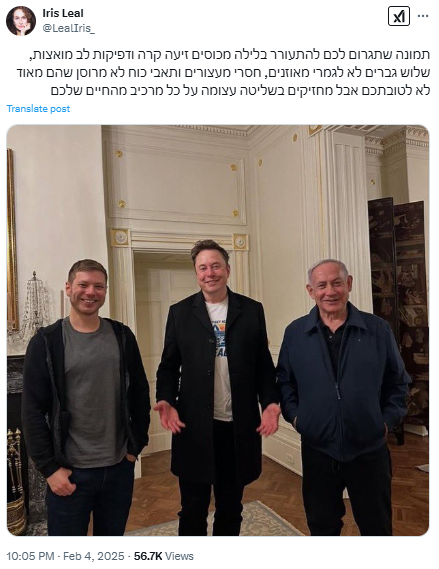 Iris Leal
@LealIris_
תמונה שתגרום לכם להתעורר בלילה מכוסים זיעה קרה ודפיקות לב מואצות,
שלוש גברים לא לגמרי מאוזנים, חסרי מעצורים ותאבי כוח לא מרוסן שהם מאוד
לא לטובתכם אבל מחזיקים בשליטה עצומה על כל מרכיב מהחיים שלכם
Translate post
10:05 PM · Feb 4, 2025 · 56.7K Views